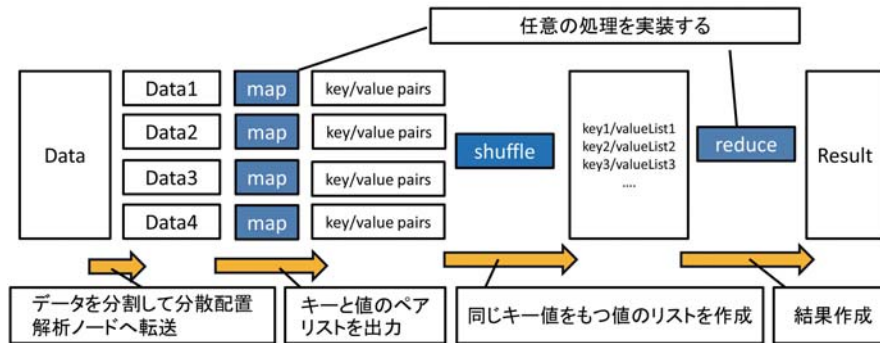 任意の処理を実装する
Data
Data1
map
key/value pairs
Data2
map
key/value pairs
Data3
map
key/value pairs
Data4
map
key/value pairs
shuffle
key1/valueList1
key2/valueList2
key3/valueList3
....
reduce
Result
データを分割して分散配置
解析ノードへ転送
キーと値のペア
リストを出力
同じキー値をもつ値のリストを作成
結果作成